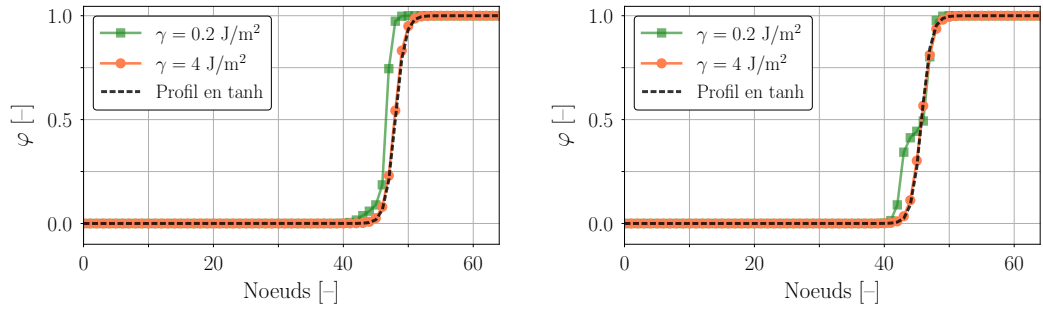 1.0
0.5
0.0
φ [–]
γ = 0.2 J/m²
γ = 4 J/m²
Profil en tanh
0 20 40 60
Noeuds [–]
1.0
0.5
0.0
φ [–]
γ = 0.2 J/m²
γ = 4 J/m²
Profil en tanh
0 20 40 60
Noeuds [–]